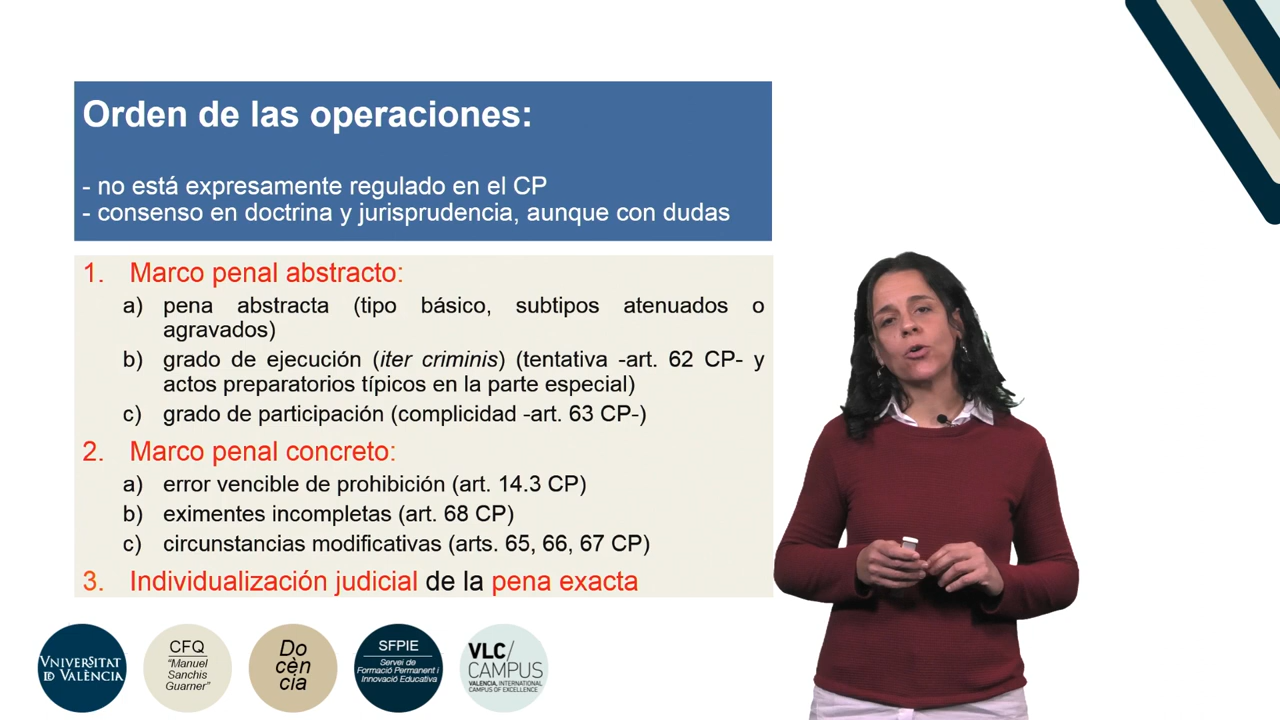 Orden de las operaciones:
- no está expresamente regulado en el CP
- consenso en doctrina y jurisprudencia, aunque con dudas
1. Marco penal abstracto:
a) pena abstracta (tipo básico, subtipos atenuados o
agravados)
b) grado de ejecución (iter criminis) (tentativa -art. 62 CP- y
actos preparatorios típicos en la parte especial)
c) grado de participación (complicidad -art. 63 CP-)
2. Marco penal concreto:
a) error vencible de prohibición (art. 14.3 CP)
b) eximentes incompletas (art. 68 CP)
c) circunstancias modificativas (arts. 65, 66, 67 CP)
3. Individualización judicial de la pena exacta
VNIVERSITAT
ID VALÈNCIA
CFQ
"Manuel
Sanchis
Guarner"
Do
cèn
cia
SFPIE
Servei de
Formació Permanent i
Innovació Educativa
VLC/
CAMPUS
VALENCIA, INTERNATIONAL
CAMPUS OF EXCELLENCE